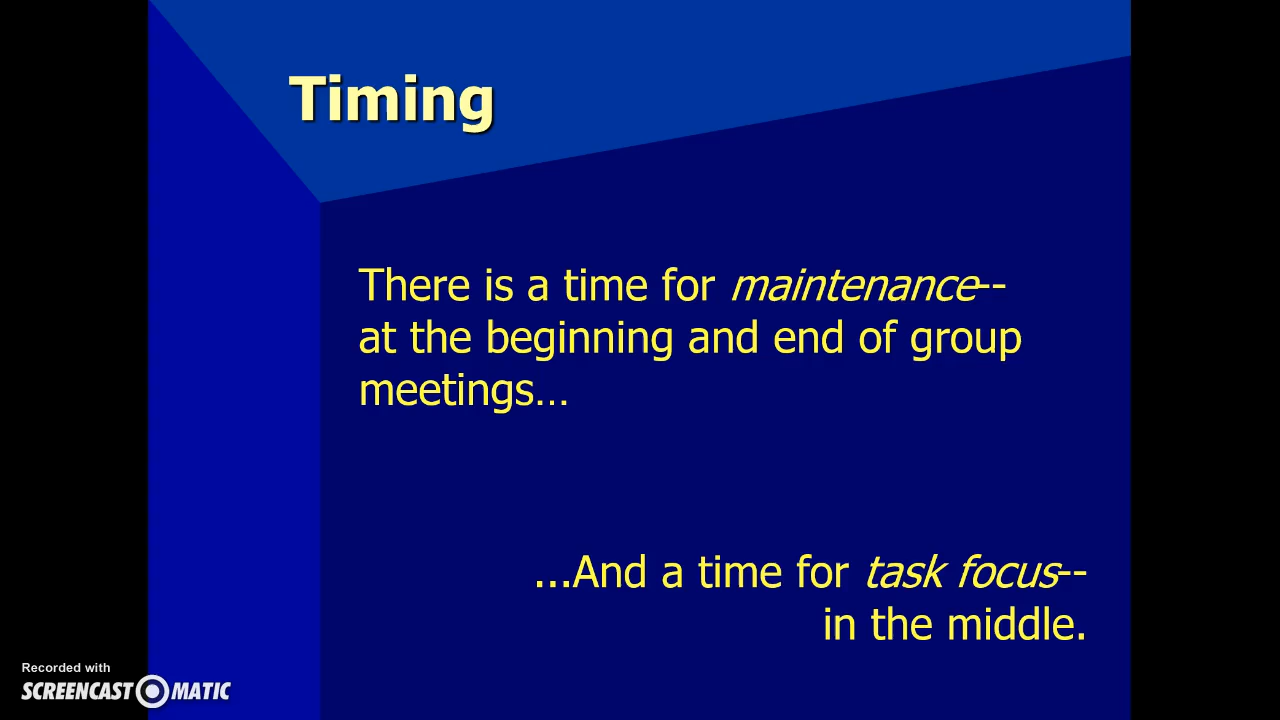 Timing
There is a time for maintenance--
at the beginning and end of group
meetings...
...And a time for task focus--
in the middle.
Recorded with
SCREENCAST MATIC